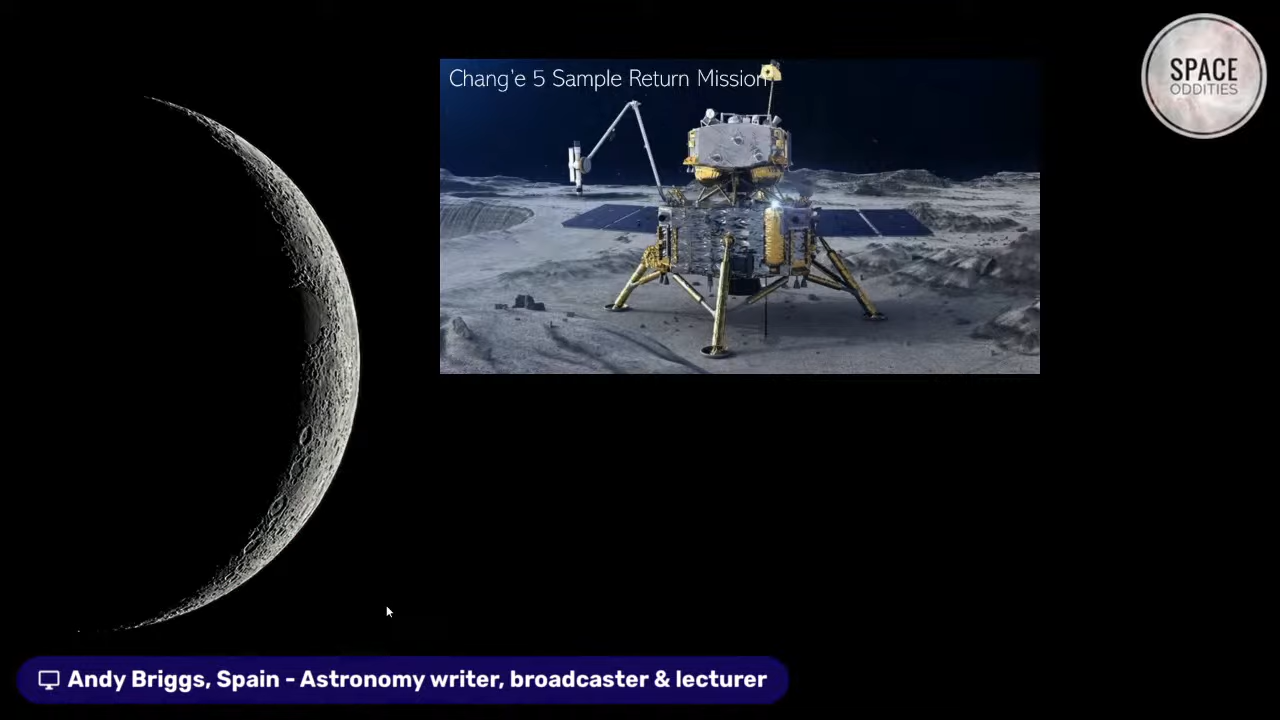 Chang'e 5 Sample Return Mission
SPACE
ODDITIES
Andy Briggs, Spain - Astronomy writer, broadcaster & lecturer